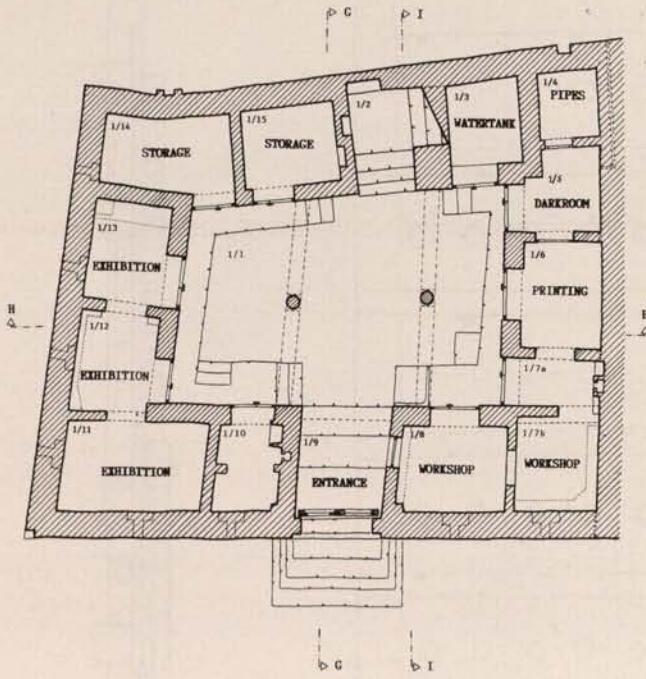 G I
1/14
STORAGE
1/15
STORAGE
1/2
1/3
WATERTANK
1/4
PIPES
1/5
DARKROOM
1/13
EXHIBITION
1/1
1/6
PRINTING
H
1/12
EXHIBITION
1/7a
1/11
EXHIBITION
1/10
1/9
ENTRANCE
1/8
WORKSHOP
1/7b
WORKSHOP
G I